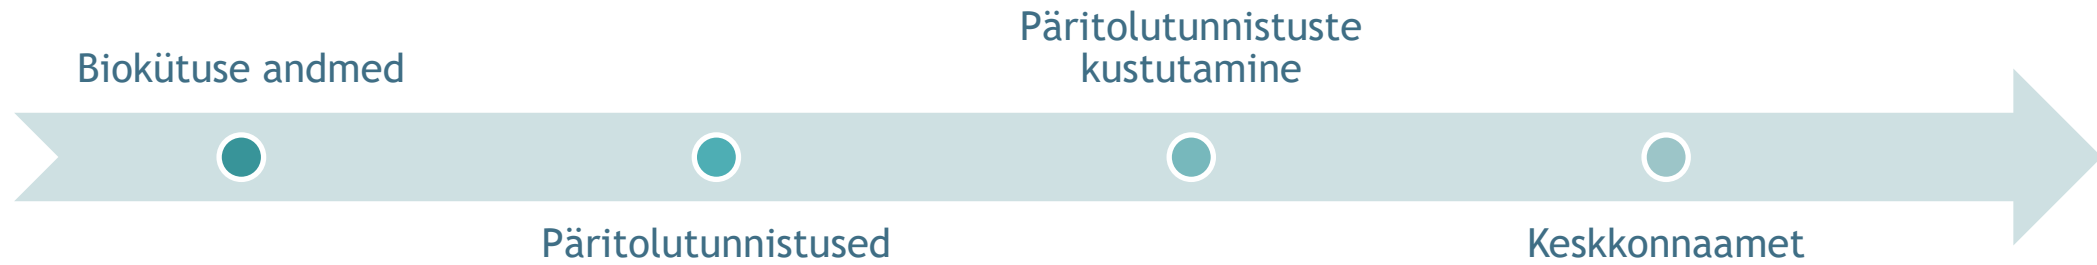 Biokütuse andmed
Päritolutunnistused
Päritolutunnistuste
kustutamine
Keskkonnaamet